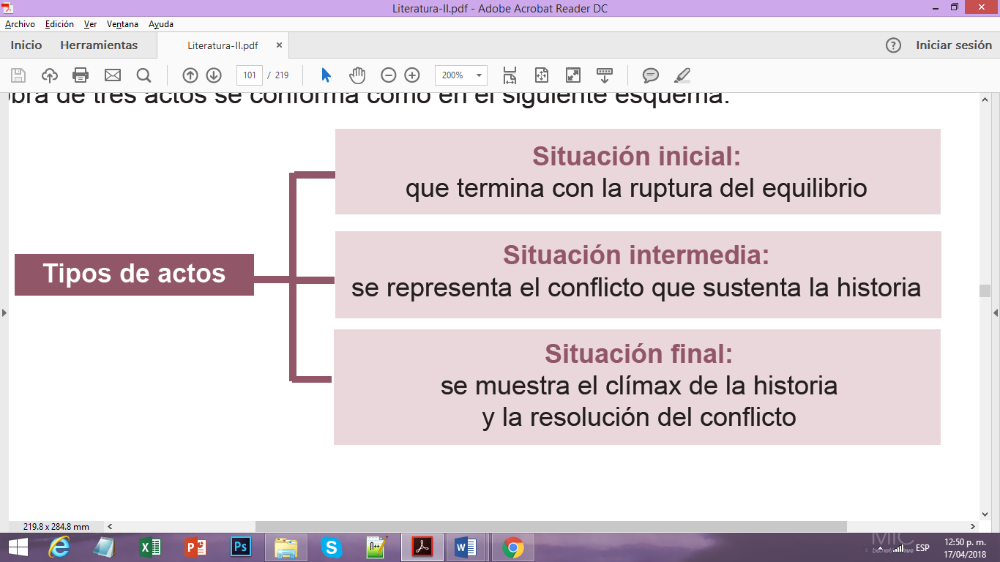 Literatura-II.pdf - Adobe Acrobat Reader DC
Archivo Edición Ver Ventana Ayuda
Inicio Herramientas Literatura-II.pdf × Iniciar sesión
101 / 219 200%
obra de tres actos se conforma como en el siguiente esquema:
Situación inicial:
que termina con la ruptura del equilibrio
Tipos de actos
Situación intermedia:
se representa el conflicto que sustenta la historia
Situación final:
se muestra el clímax de la historia
y la resolución del conflicto
219.8 x 284.8 mm
ESP
12:50 p. m.
17/04/2018